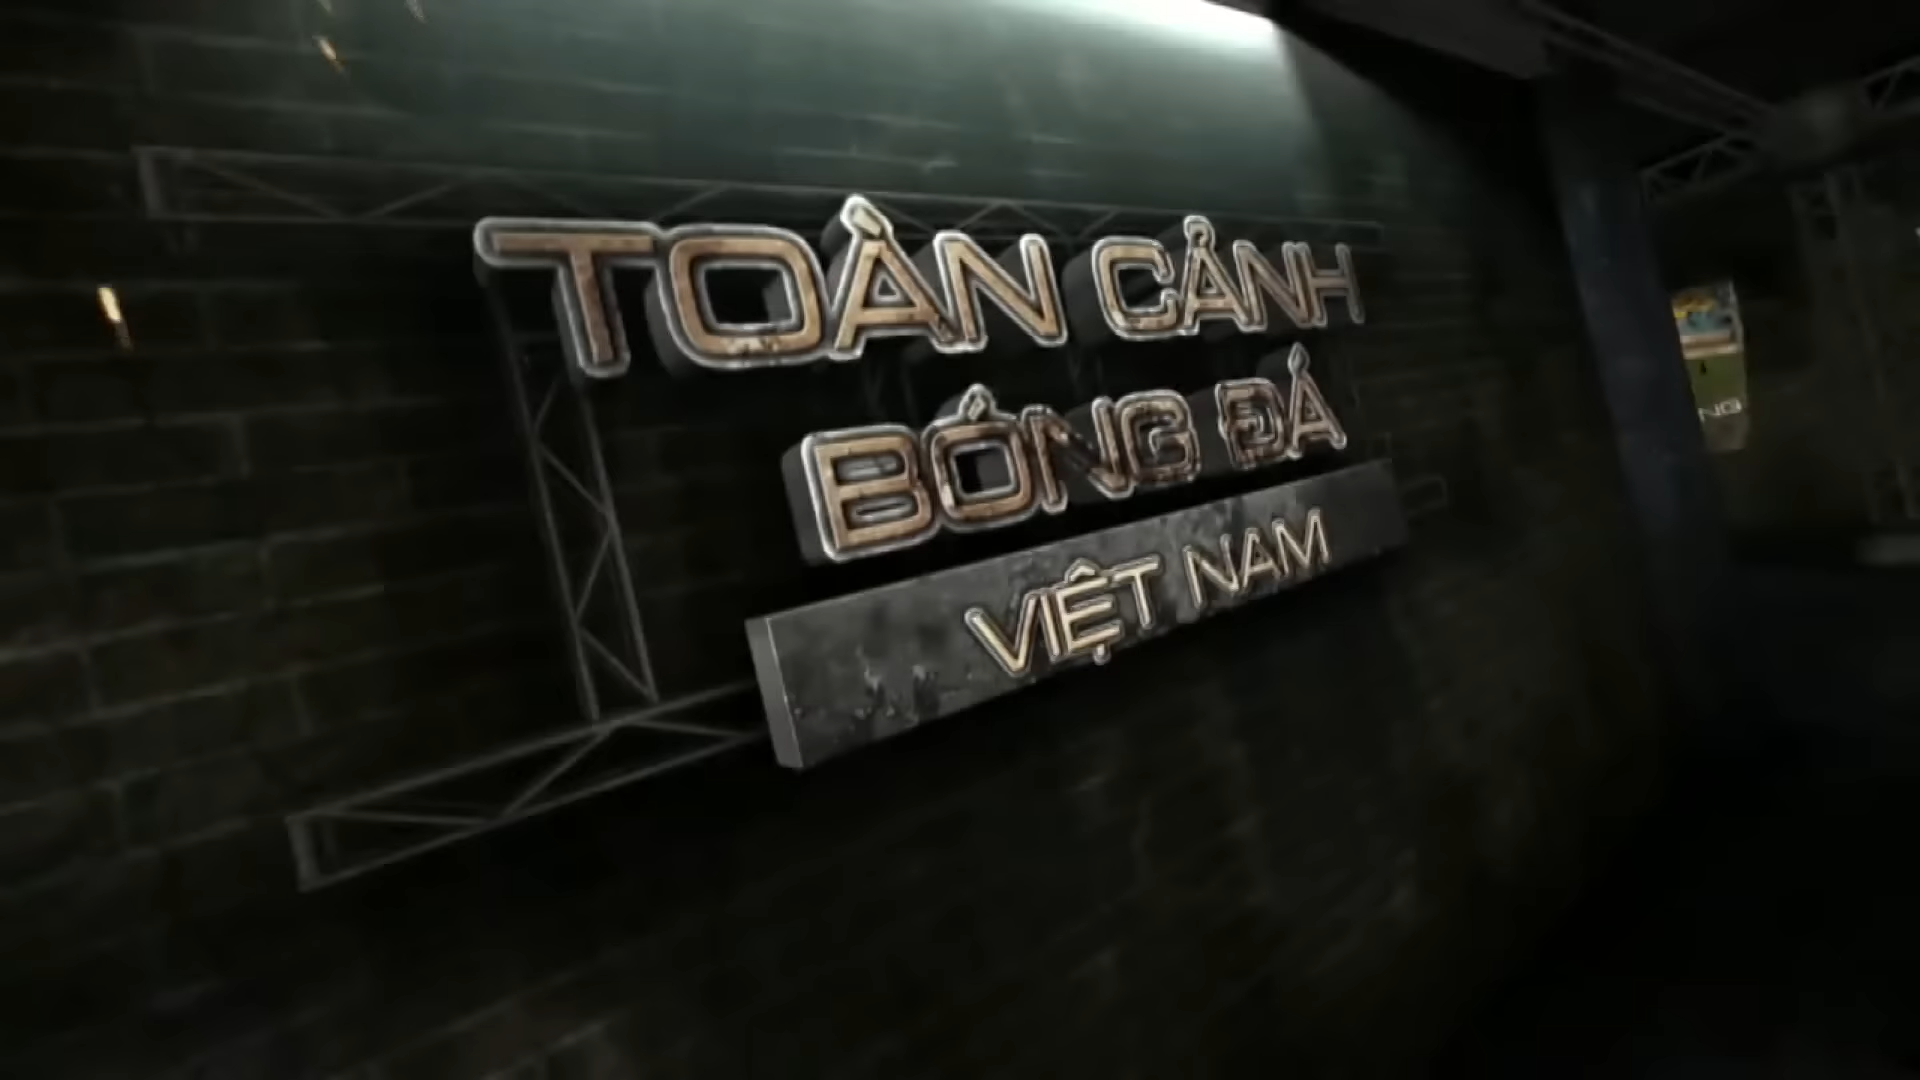 TOÀN CẢNH
BÓNG ĐÁ
VIỆT NAM